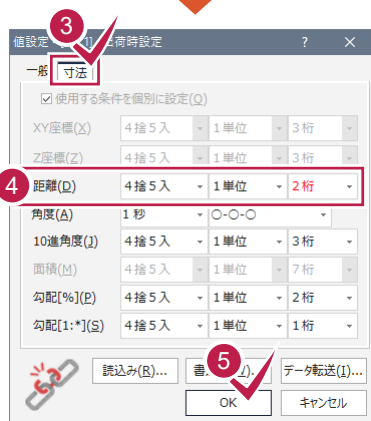 3
値設定 荷時設定 ? ×
一般 寸法
使用する条件を個別に設定(O)
XY座標(X) 4捨5入 1単位 3桁
Z座標(Z) 4捨5入 1単位 3桁
4 距離(D) 4捨5入 1単位 2桁
角度(A) 1秒 ○-○-○
10進角度(J) 4捨5入 1単位 3桁
面積(M) 4捨5入 1単位 7桁
勾配[%](P) 4捨5入 1単位 2桁
勾配[1:*](S) 4捨5入 1単位 1桁
5
読込み(R)... データ転送(I)...
OK キャンセル